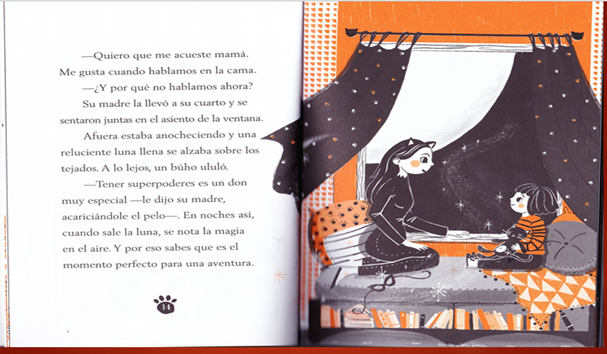 —Quiero que me acueste mamá.
Me gusta cuando hablamos en la cama.
—¿Y por qué no hablamos ahora?
Su madre la llevó a su cuarto y se
sentaron juntas en el asiento de la ventana.
Afuera estaba anocheciendo y una
reluciente luna llena se alzaba sobre los
tejados. A lo lejos, un búho ululó.
—Tener superpoderes es un don
muy especial —le dijo su madre,
acariciándole el pelo—. En noches así,
cuando sale la luna, se nota la magia
en el aire. Y por eso sabes que es el
momento perfecto para una aventura.
14